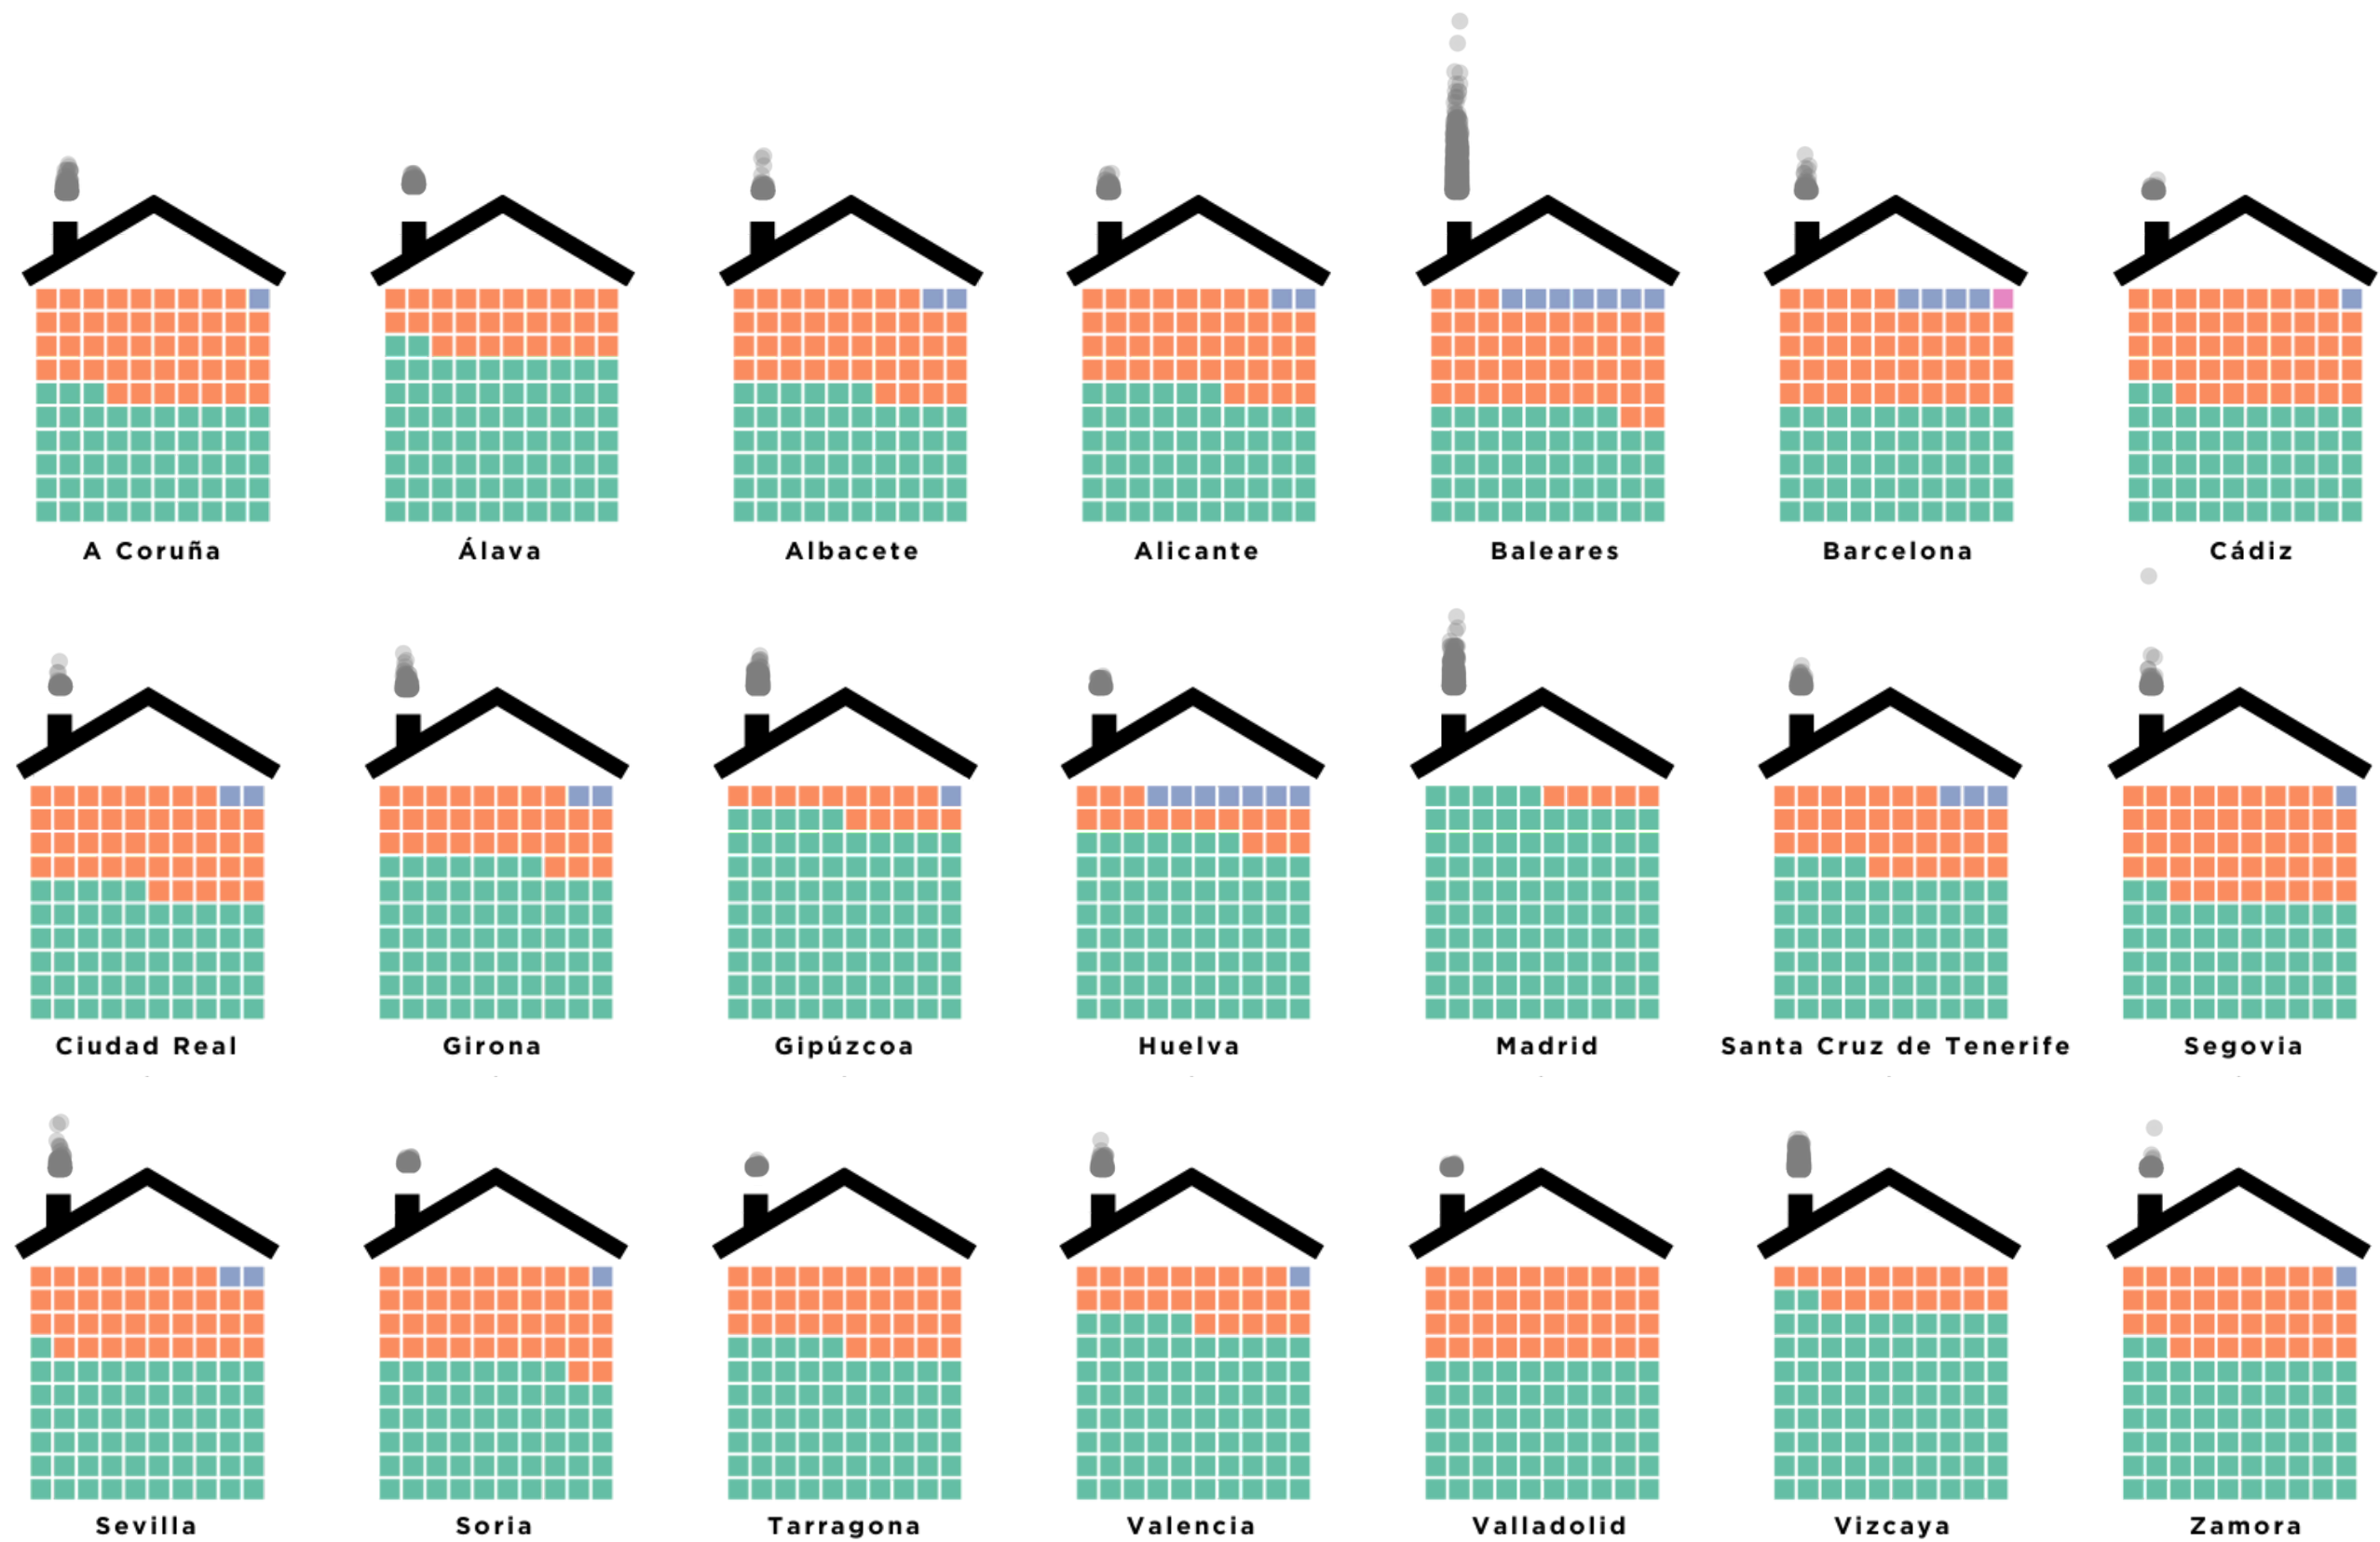 A Coruña
Álava
Albacete
Alicante
Baleares
Barcelona
Cádiz
Ciudad Real
Girona
Gipúzcoa
Huelva
Madrid
Santa Cruz de Tenerife
Segovia
Sevilla
Soria
Tarragona
Valencia
Valladolid
Vizcaya
Zamora